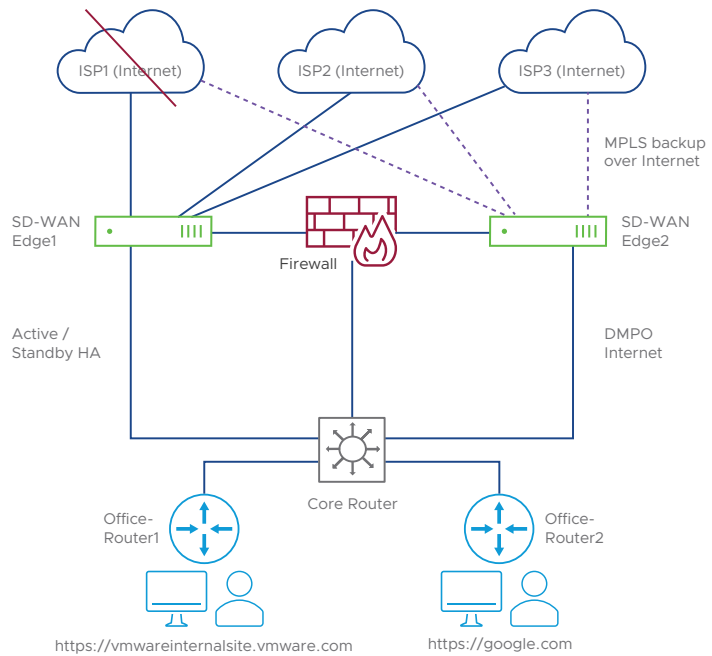 ISP1 (Internet)
ISP2 (Internet)
ISP3 (Internet)
MPLS backup
over Internet
SD-WAN
Edge1
Firewall
SD-WAN
Edge2
Active /
Standby HA
DMPO
Internet
Core Router
Office-
Router1
Office-
Router2
https://vmwareinternalsite.vmware.com
https://google.com